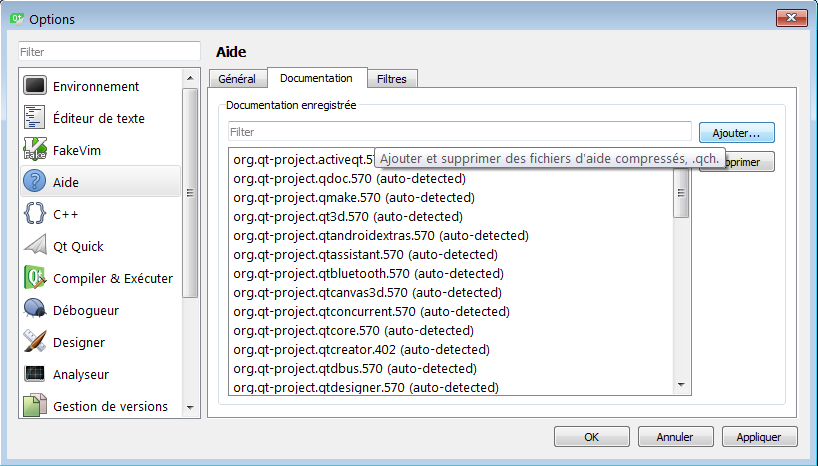 Options
Filter
Environnement
Éditeur de texte
FakeVim
Aide
C++
Qt Quick
Compiler & Exécuter
Débogueur
Designer
Analyseur
Gestion de versions
Aide
Général
Documentation
Filtres
Documentation enregistrée
Filter
Ajouter...
Ajouter et supprimer des fichiers d'aide compressés, .qch.
org.qt-project.activeqt.57
org.qt-project.qdoc.570 (auto-detected)
org.qt-project.qmake.570 (auto-detected)
org.qt-project.qt3d.570 (auto-detected)
org.qt-project.qtandroidextras.570 (auto-detected)
org.qt-project.qtassistant.570 (auto-detected)
org.qt-project.qtbluetooth.570 (auto-detected)
org.qt-project.qtcanvas3d.570 (auto-detected)
org.qt-project.qtconcurrent.570 (auto-detected)
org.qt-project.qtcore.570 (auto-detected)
org.qt-project.qtcreator.402 (auto-detected)
org.qt-project.qtdbus.570 (auto-detected)
org.qt-project.qtdesigner.570 (auto-detected)
OK
Annuler
Appliquer